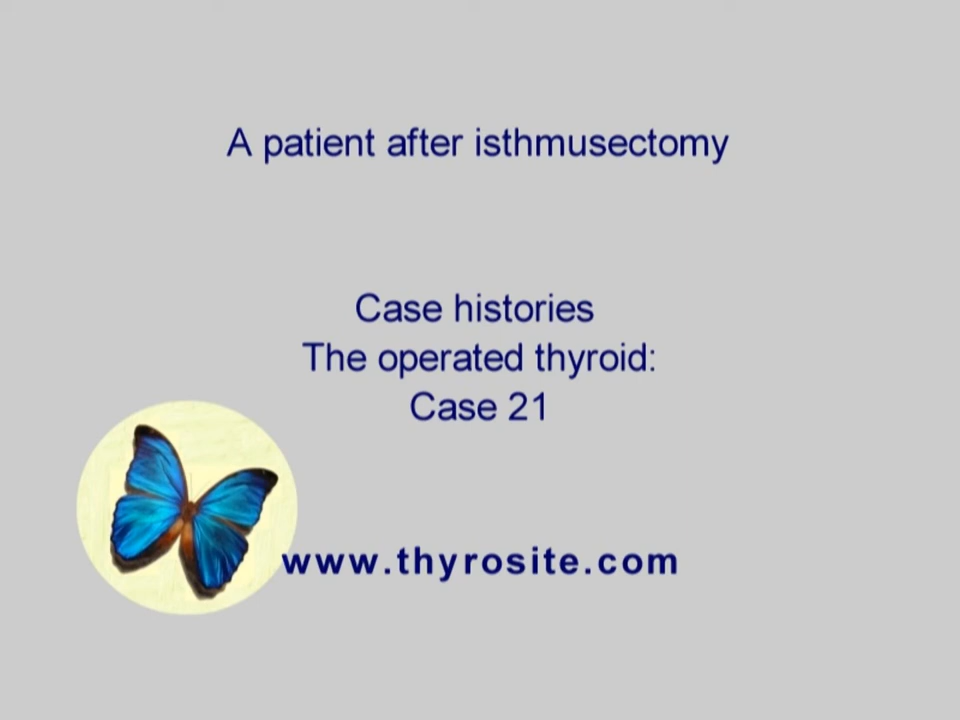 A patient after isthmusectomy
Case histories
The operated thyroid:
Case 21
www.thyrosite.com